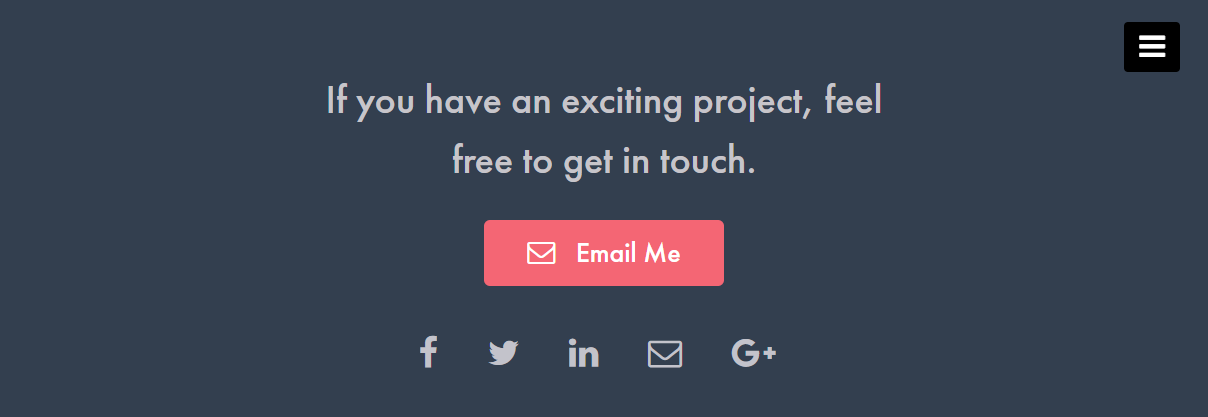 If you have an exciting project, feel
free to get in touch.
Email Me